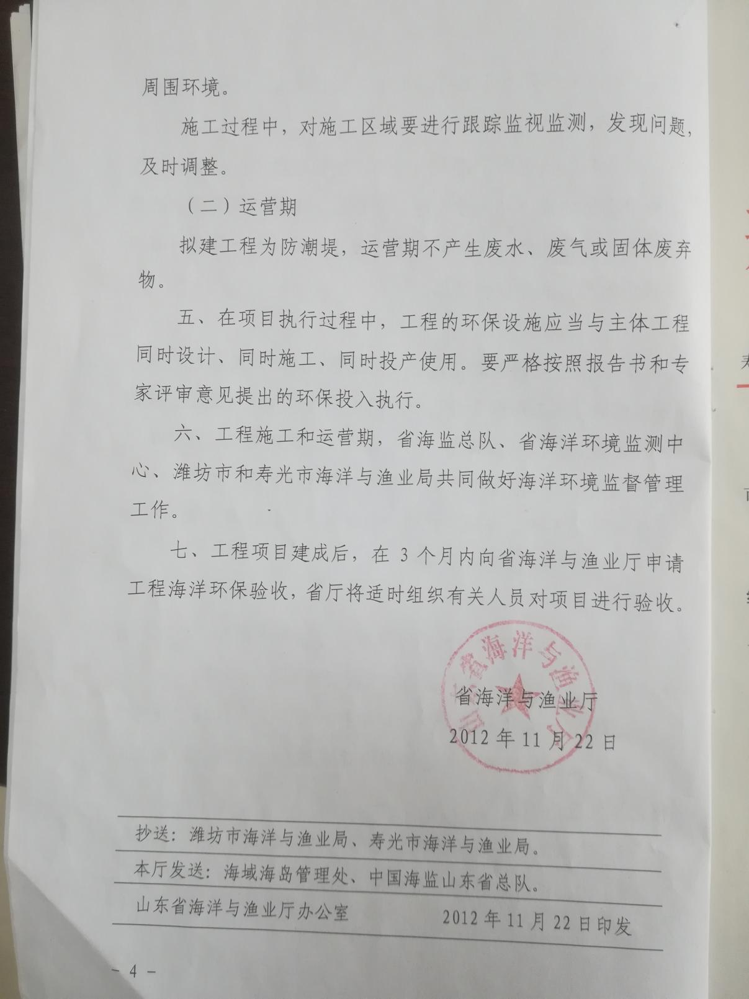 周围环境。
施工过程中，对施工区域要进行跟踪监视监测，发现问题，
及时调整。
（二）运营期
拟建工程为防潮堤，运营期不产生废水、废气或固体废弃
物。
五、在项目执行过程中，工程的环保设施应当与主体工程
同时设计、同时施工、同时投产使用。要严格按照报告书和专
家评审意见提出的环保投入执行。
六、工程施工和运营期，省海监总队、省海洋环境监测中
心、潍坊市和寿光市海洋与渔业局共同做好海洋环境监督管理
工作。
七、工程项目建成后，在 3 个月内向省海洋与渔业厅申请
工程海洋环保验收，省厅将适时组织有关人员对项目进行验收。
山东省海洋与渔业厅
省海洋与渔业厅
2012 年 11 月 22 日
抄送：潍坊市海洋与渔业局、寿光市海洋与渔业局。
本厅发送：海域海岛管理处、中国海监山东省总队。
山东省海洋与渔业厅办公室 2012 年 11 月 22 日印发
- 4 -